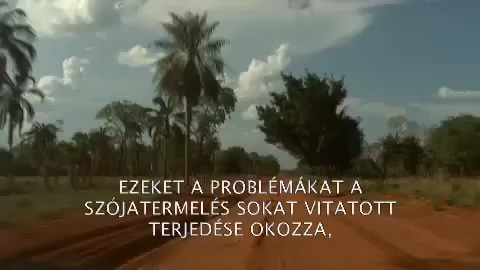 EZEKET A PROBLÉMÁKAT A
SZÓJATERMELÉS SOKAT VITATOTT
TERJEDÉSE OKOZZA,